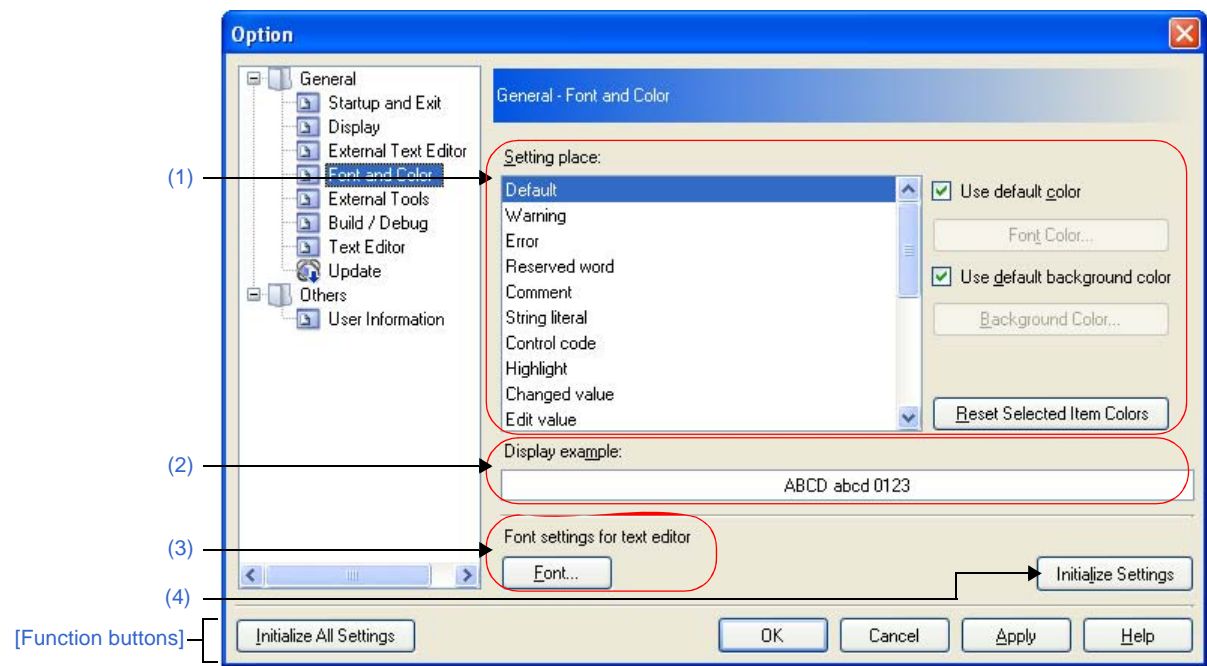 Option
General
Startup and Exit
Display
External Text Editor
Font and Color
External Tools
Build / Debug
Text Editor
Update
Others
User Information
General - Font and Color
(1)
Setting place:
Default
Warning
Error
Reserved word
Comment
String literal
Control code
Highlight
Changed value
Edit value
Use default color
Font Color...
Use default background color
Background Color...
Reset Selected Item Colors
(2)
Display example:
ABCD abcd 0123
(3)
Font settings for text editor
Font...
(4)
Initialize Settings
[Function buttons]
Initialize All Settings
OK
Cancel
Apply
Help